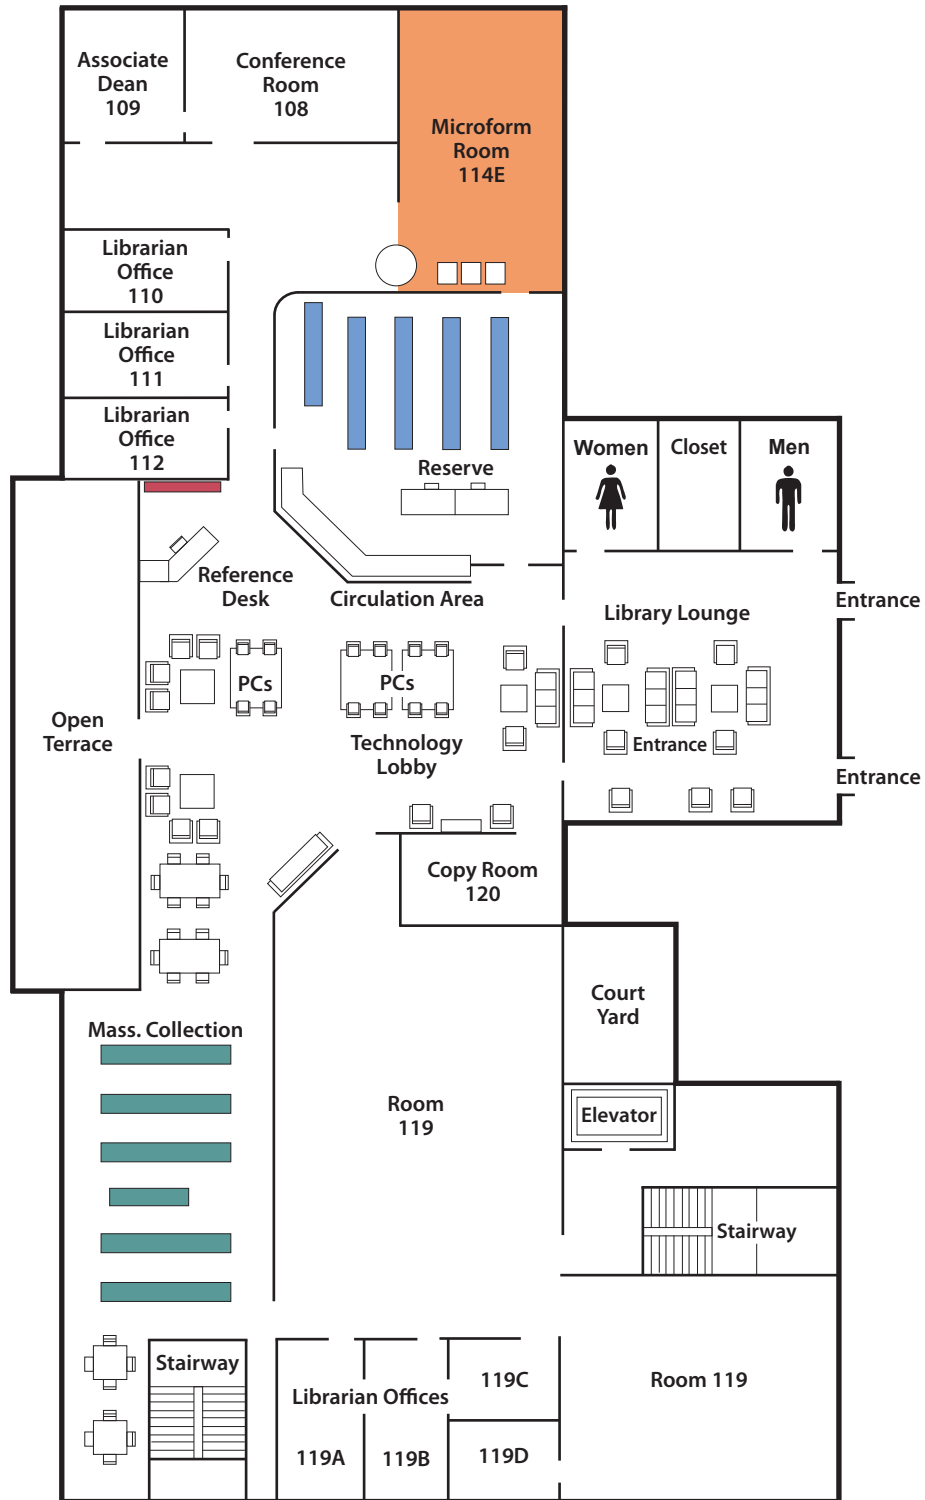 Associate
Dean
109
Conference
Room
108
Microform
Room
114E
Librarian
Office
110
Librarian
Office
111
Librarian
Office
112
Reserve
Women
Closet
Men
Reference
Desk
Circulation Area
Library Lounge
Entrance
PCs
PCs
Open
Terrace
Technology
Lobby
Entrance
Entrance
Copy Room
120
Court
Yard
Mass. Collection
Room
119
Elevator
Stairway
Stairway
Librarian Offices
119A
119B
119C
119D
Room 119